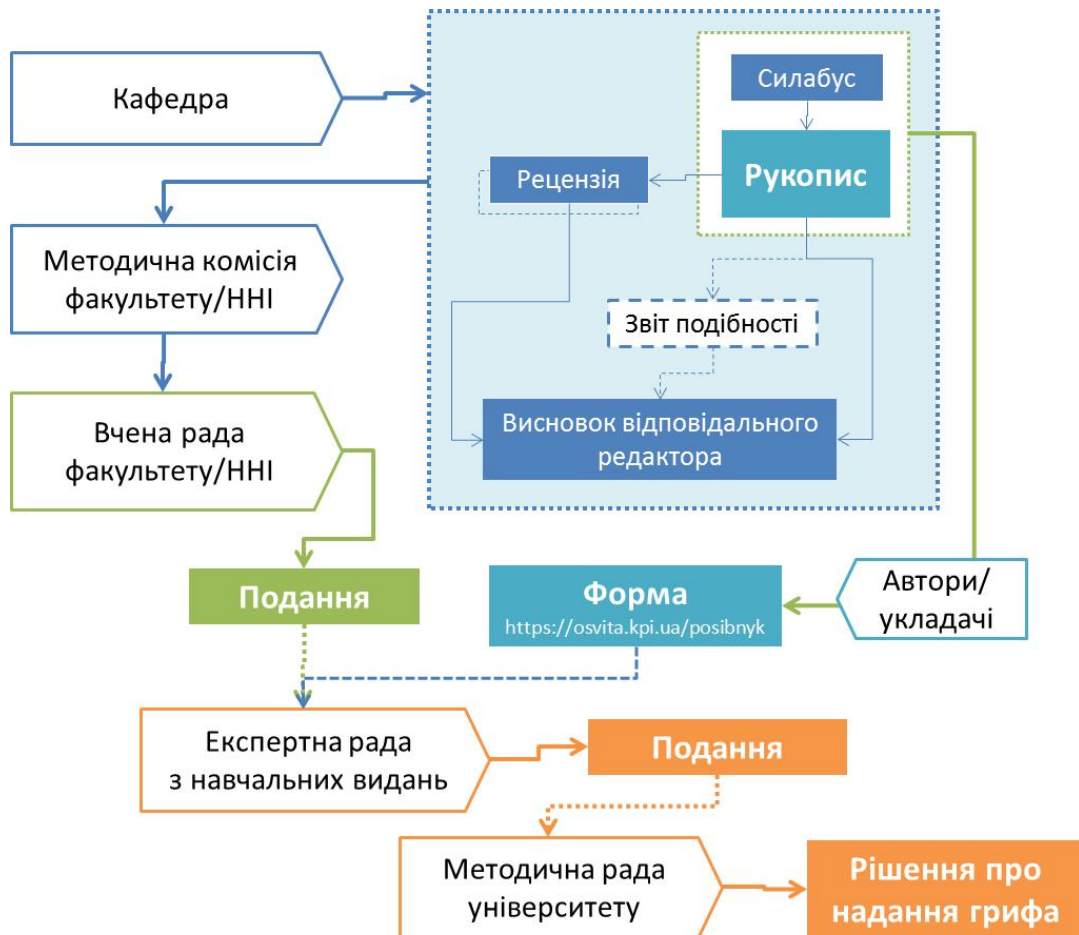 Кафедра
Силабус
Рукопис
Рецензія
Методична комісія
факультету/ННІ
Звіт подібності
Вчена рада
факультету/ННІ
Висновок відповідального
редактора
Подання
Форма
https://osvita.kpi.ua/posibnyk
Автори/
укладачі
Експертна рада
з навчальних видань
Подання
Методична рада
університету
Рішення про
надання грифа